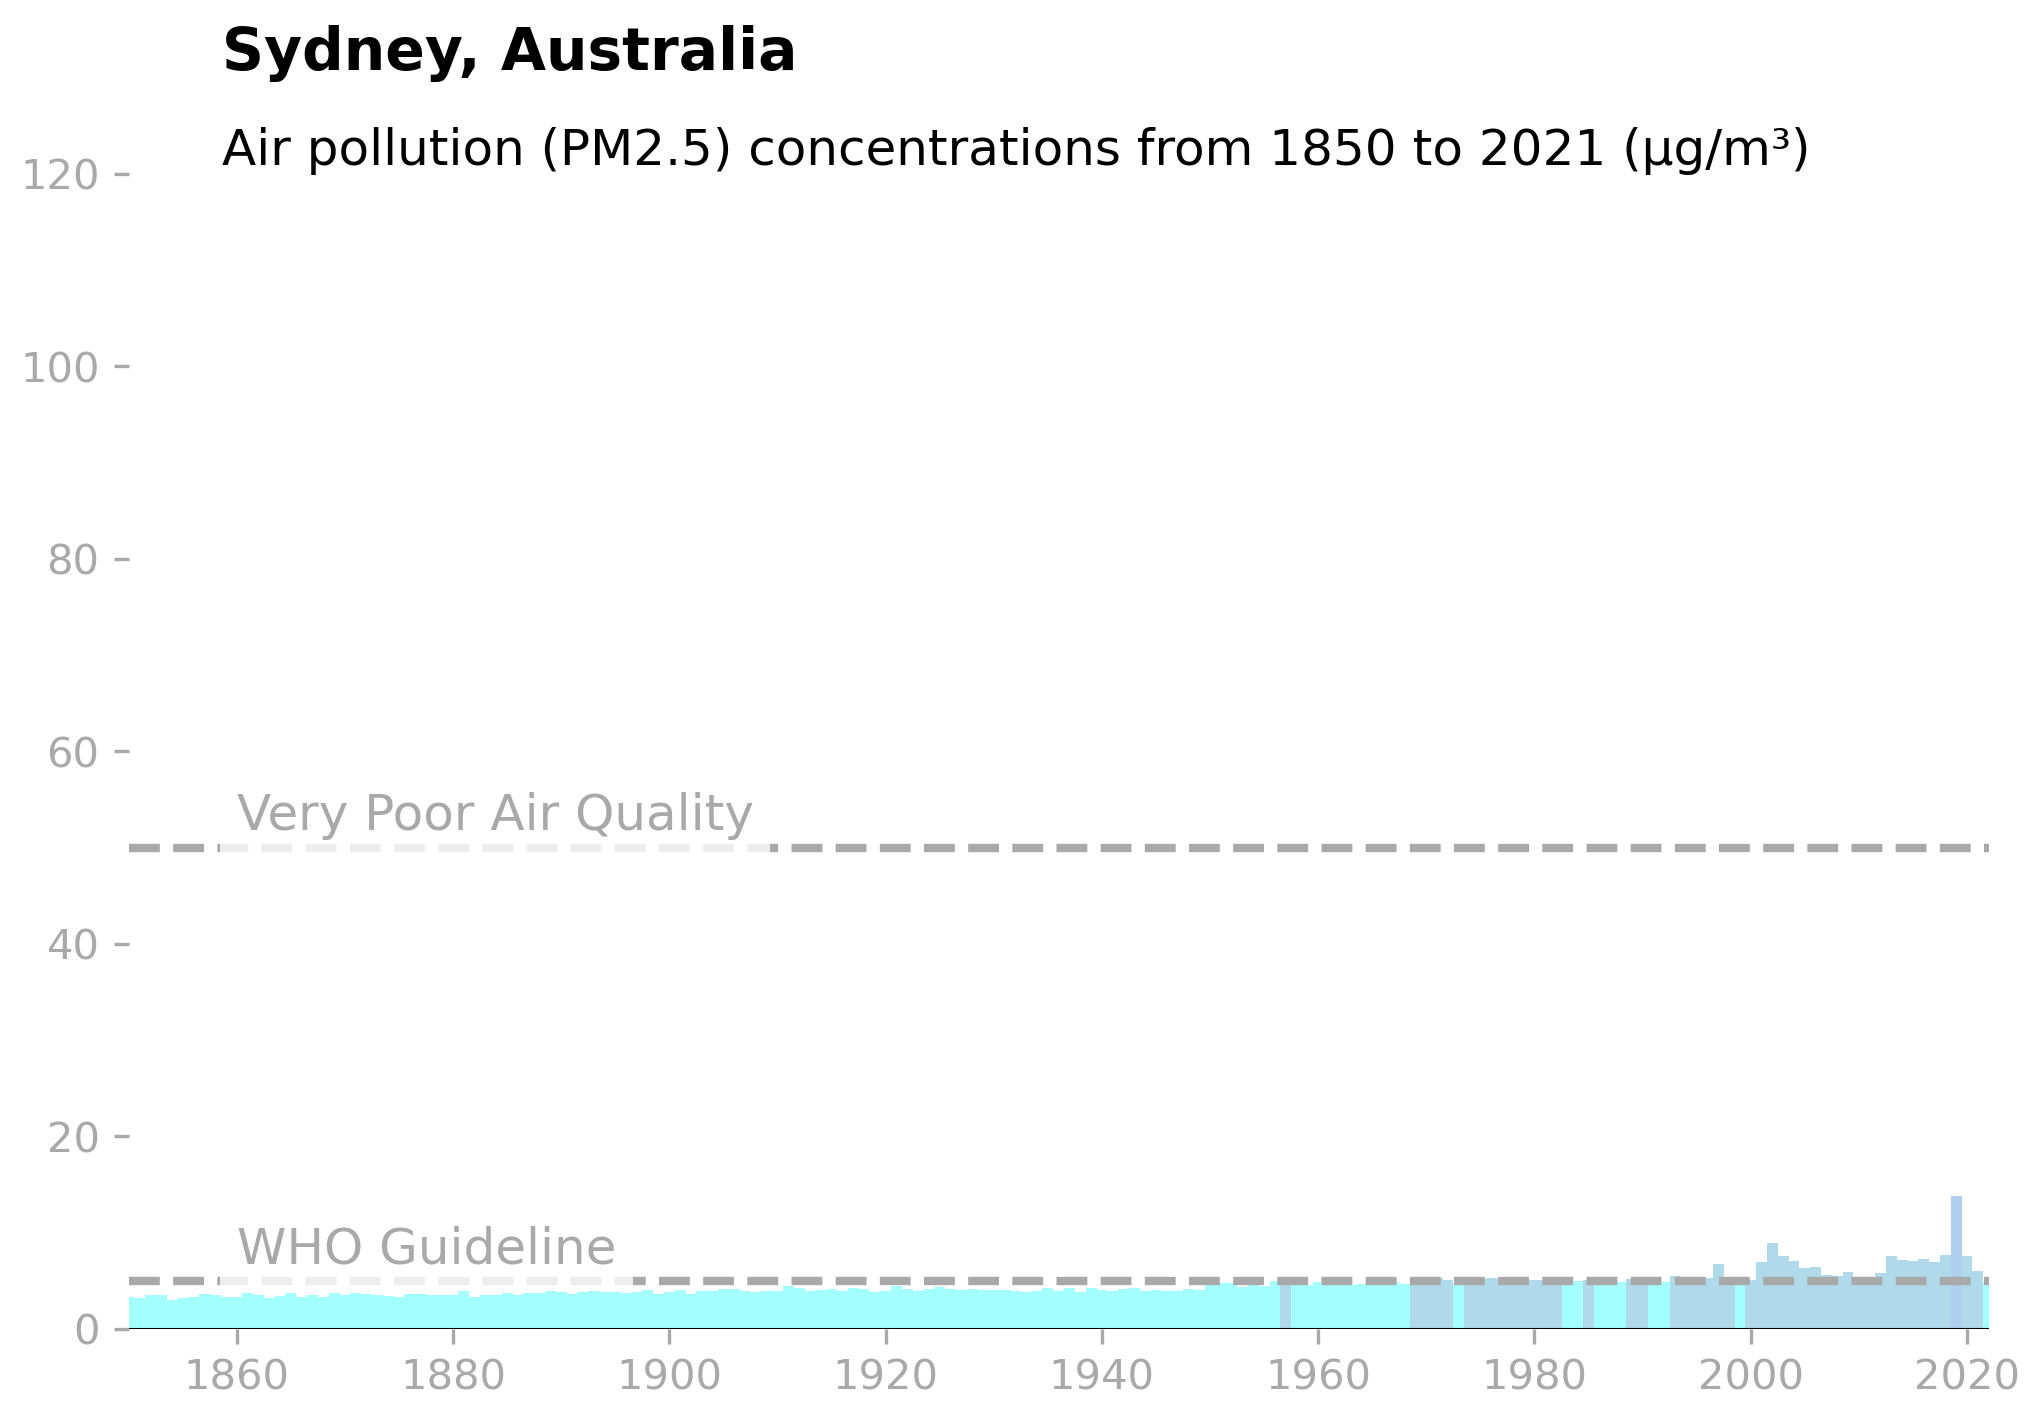 Sydney, Australia
Air pollution (PM2.5) concentrations from 1850 to 2021 (µg/m³)
120
100
80
60
Very Poor Air Quality
40
20
WHO Guideline
0
1860 1880 1900 1920 1940 1960 1980 2000 2020